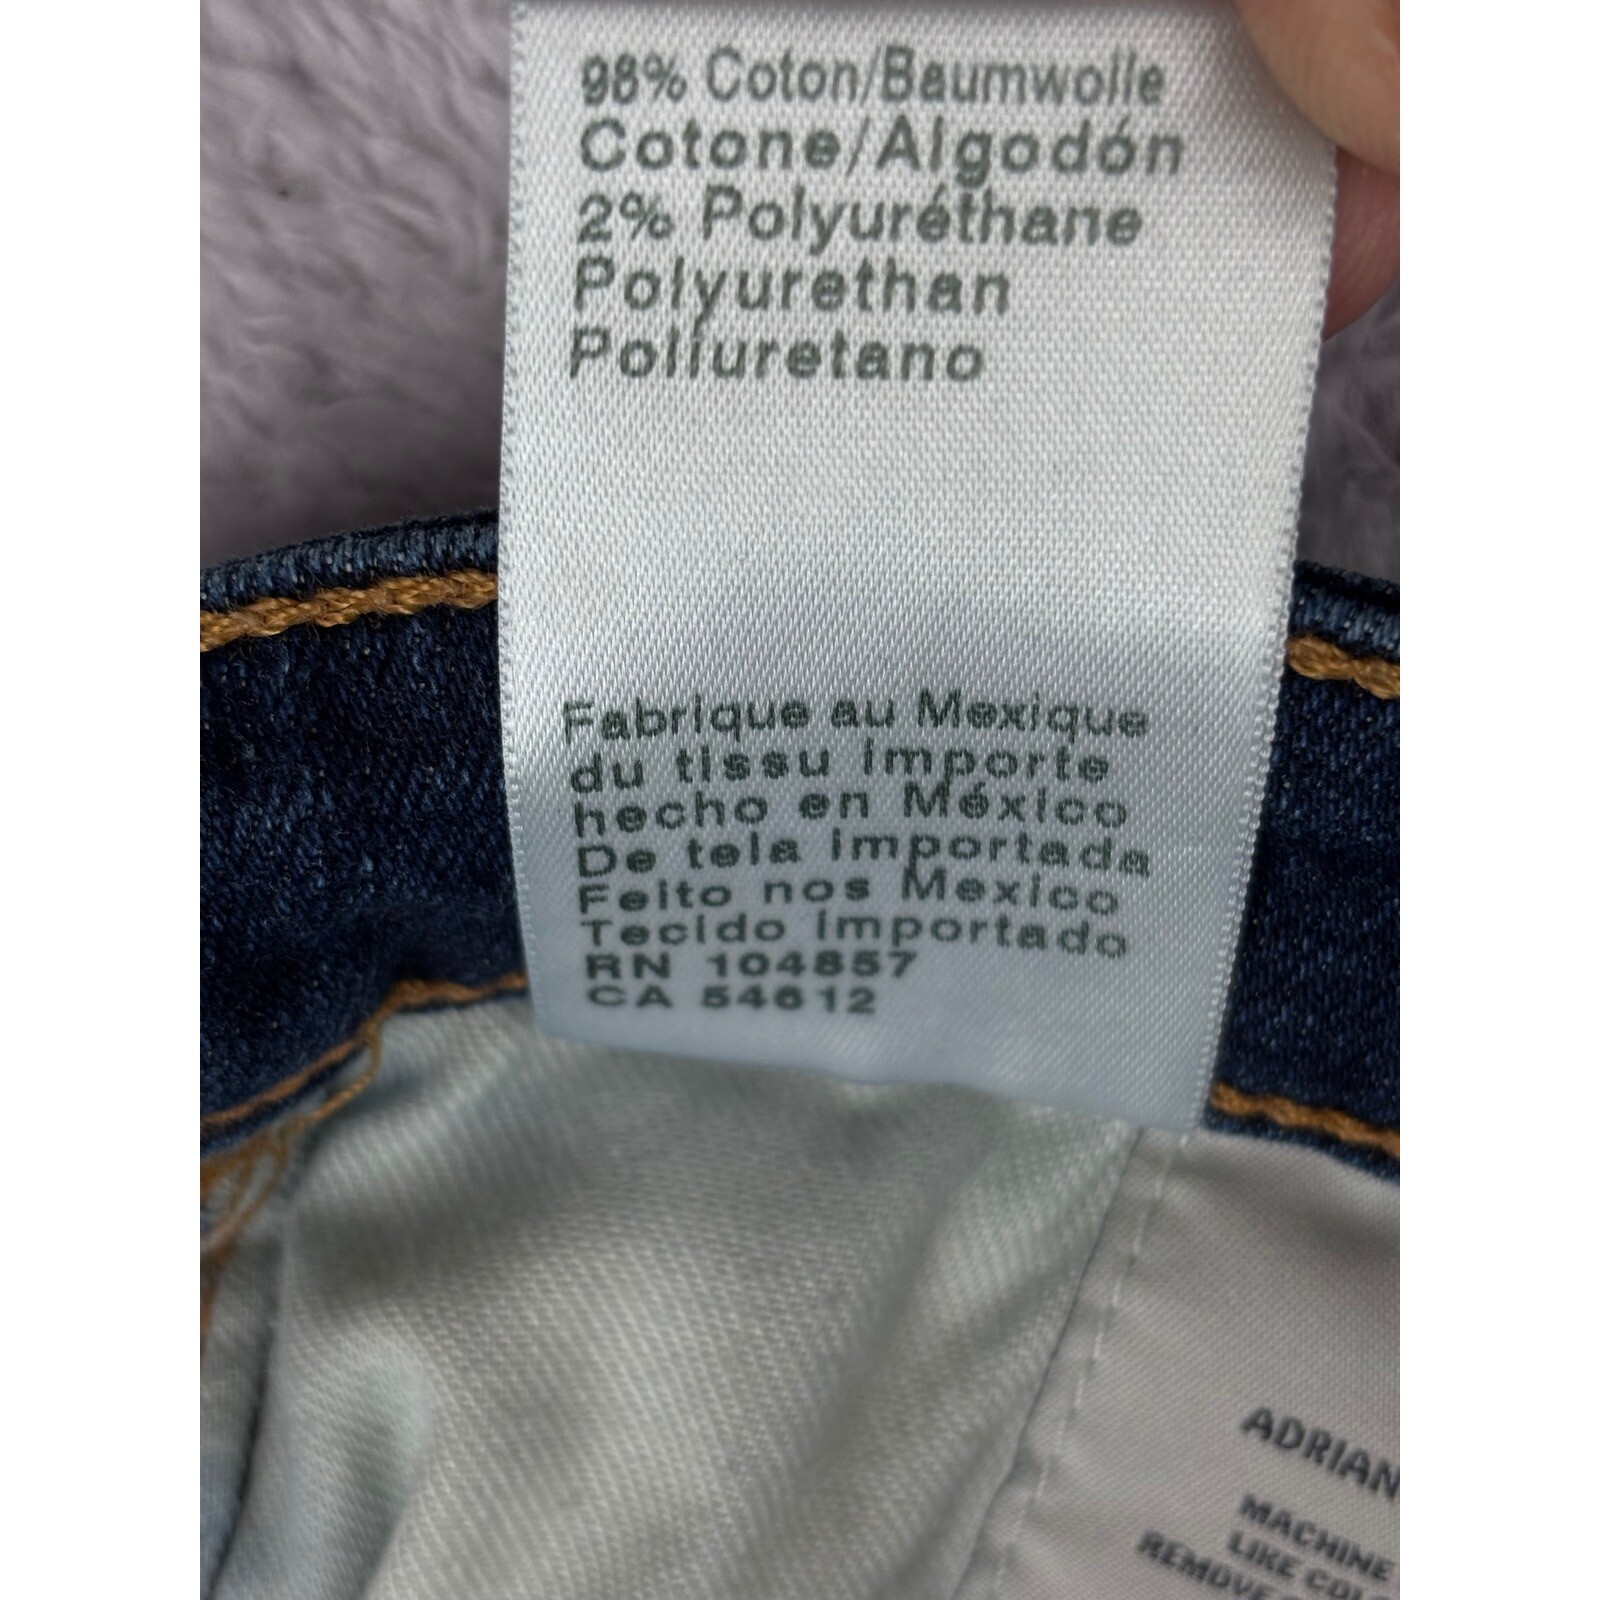 98% Coton/Baumwolle
Cotone/Algodón
2% Polyuréthane
Polyurethan
Poliuretano
Fabrique au Mexique
du tissu importe
hecho en México
De tela importada
Feito nos Mexico
Tecido importado
RN 104857
CA 54612
ADRIAN
MACHINE
LIKE COLO
REMOVE